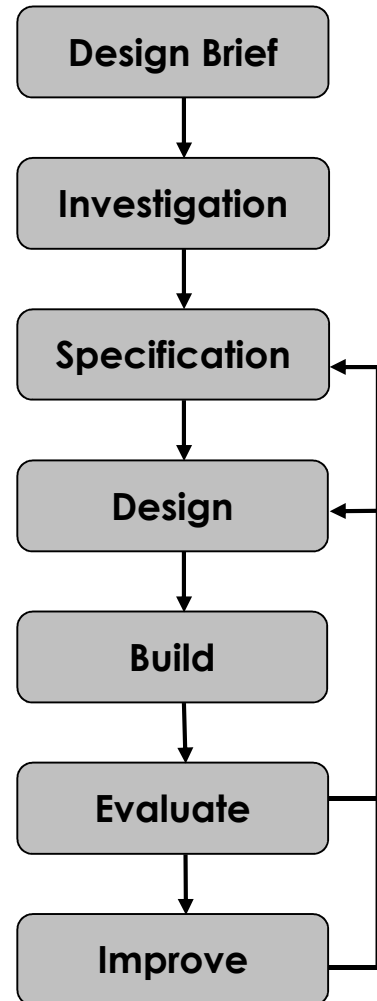 Design Brief
Investigation
Specification
Design
Build
Evaluate
Improve